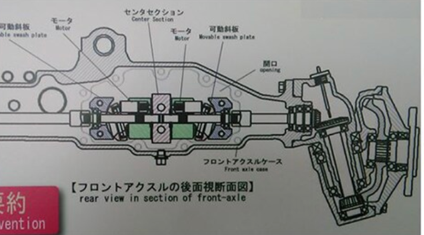 センタセクション
Center Section
可動斜板
swash plate
モータ
Motor
モータ
Motor
可動斜板
Movable swash plate
開口
opening
フロントアクスルケース
Front axle case
【フロントアクスルの後面視断面図】
rear view in section of front-axle
要約
vention